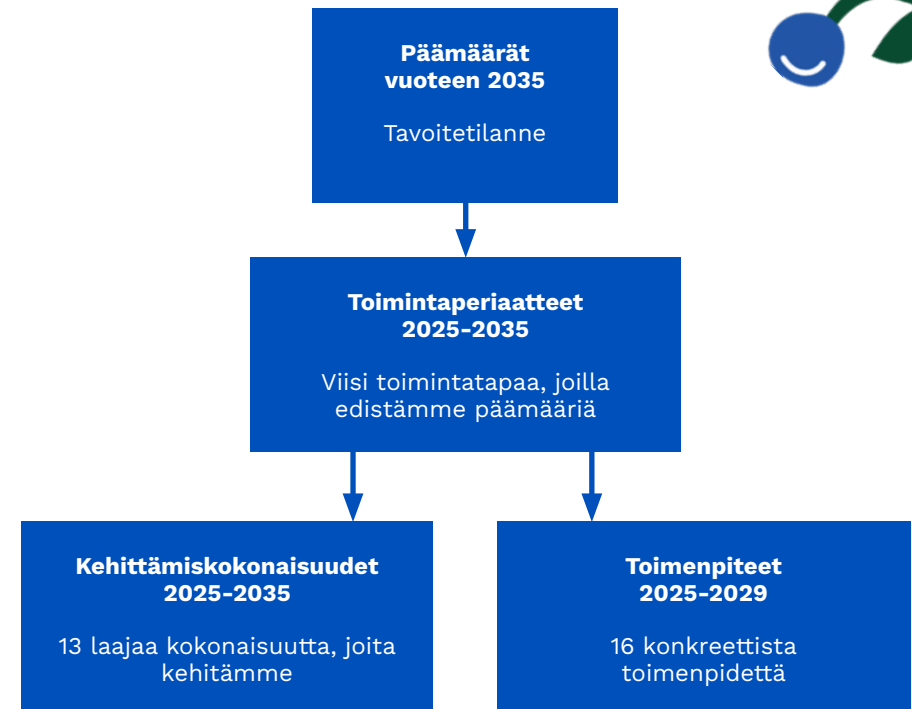 Päämäärät
vuoteen 2035
Tavoitetilanne
Toimintaperiaatteet
2025-2035
Viisi toimintatapaa, joilla
edistämme päämääriä
Kehittämiskokonaisuudet
2025-2035
13 laajaa kokonaisuutta, joita
kehitämme
Toimenpiteet
2025-2029
16 konkreettista
toimenpidettä